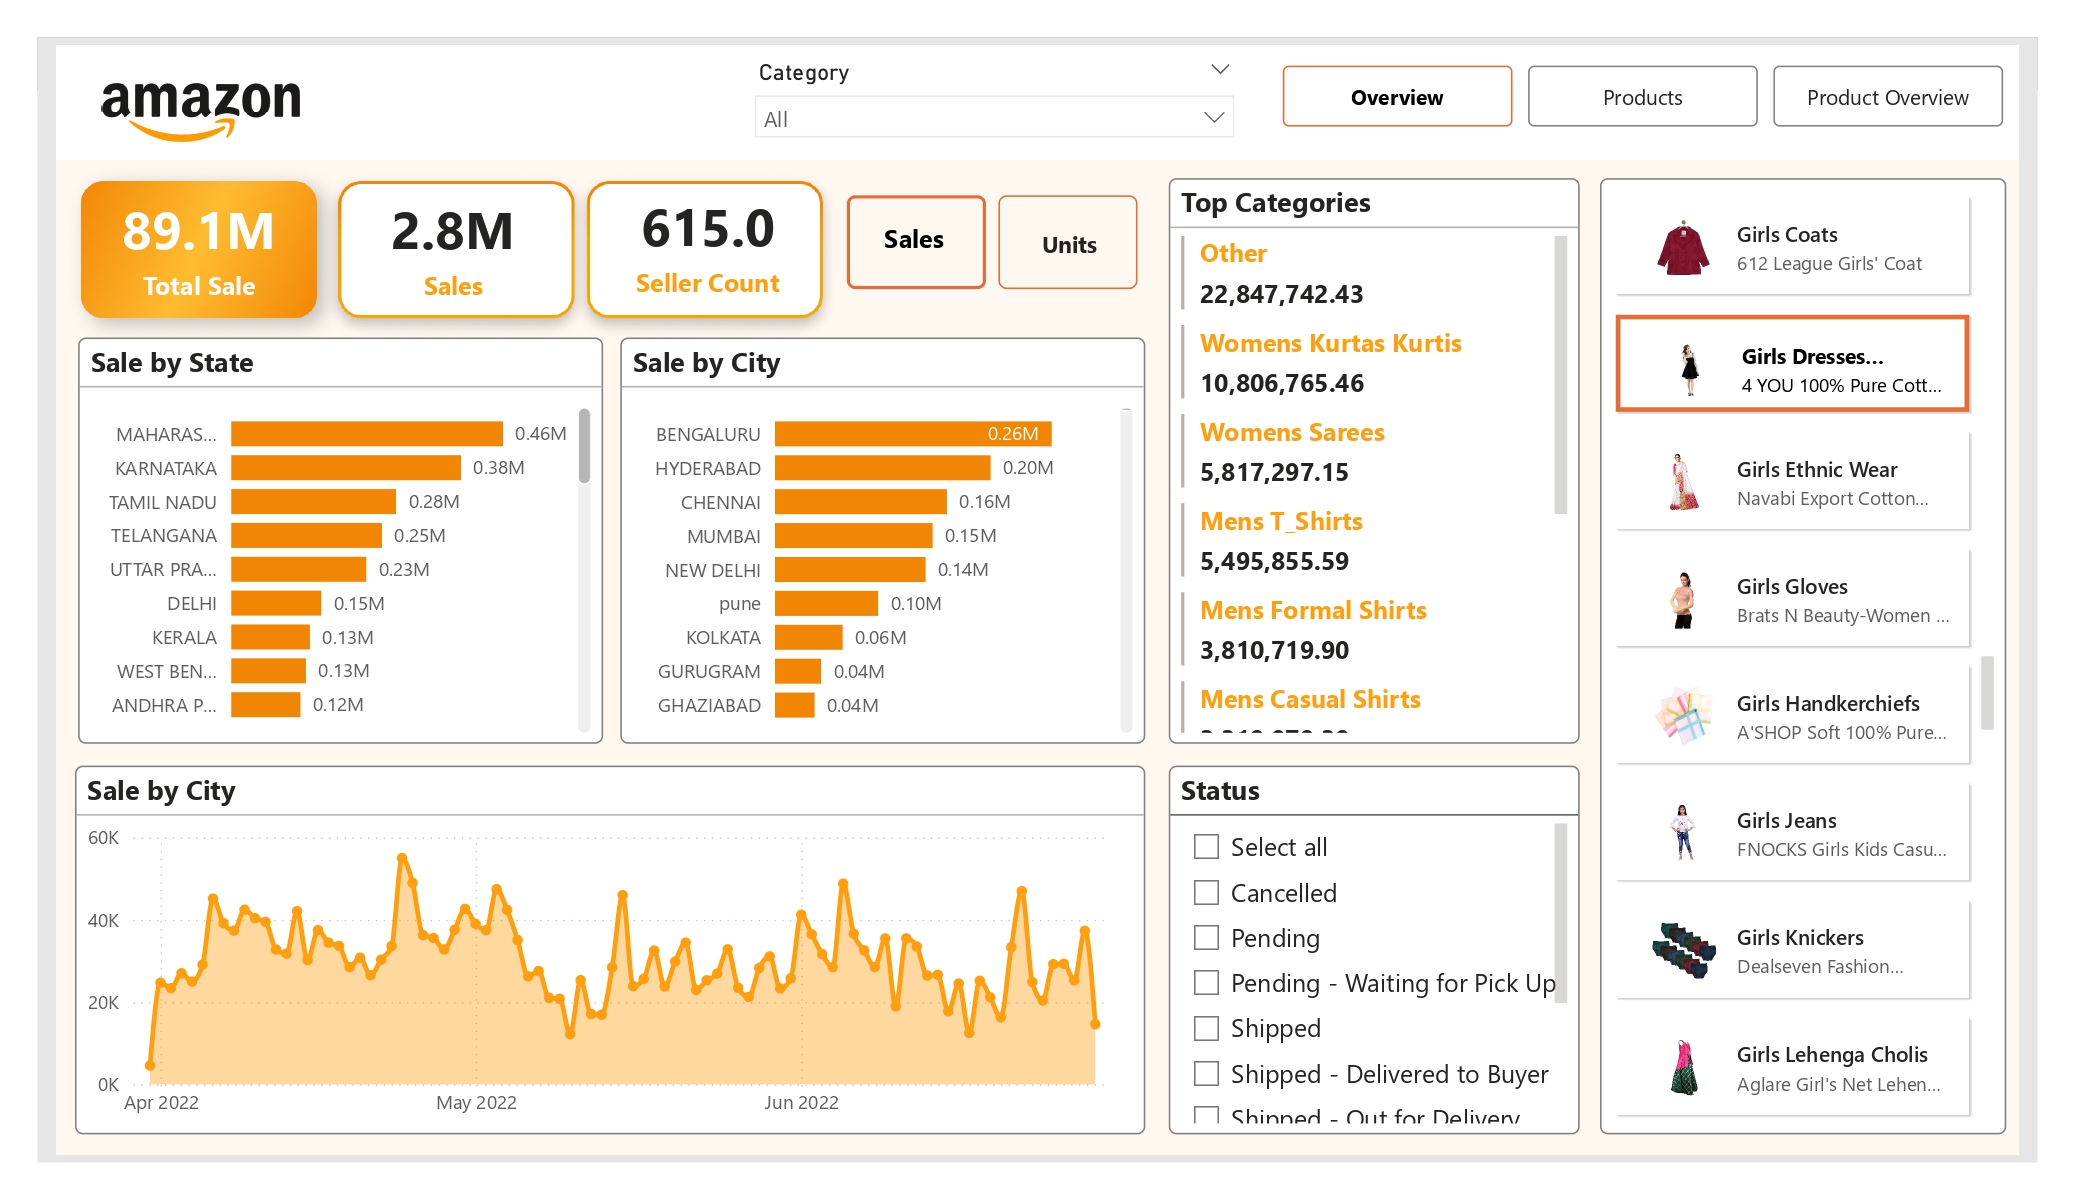 amazon
Category
All
Overview
Products
Product Overview
89.1M
Total Sale
2.8M
Sales
615.0
Seller Count
Sales
Units
Sale by State
MAHARAS... 0.46M
KARNATAKA 0.38M
TAMIL NADU 0.28M
TELANGANA 0.25M
UTTAR PRA... 0.23M
DELHI 0.15M
KERALA 0.13M
WEST BEN... 0.13M
ANDHRA P... 0.12M
Sale by City
BENGALURU 0.26M
HYDERABAD 0.20M
CHENNAI 0.16M
MUMBAI 0.15M
NEW DELHI 0.14M
pune 0.10M
KOLKATA 0.06M
GURUGRAM 0.04M
GHAZIABAD 0.04M
Top Categories
Other
22,847,742.43
Womens Kurtas Kurtis
10,806,765.46
Womens Sarees
5,817,297.15
Mens T_Shirts
5,495,855.59
Mens Formal Shirts
3,810,719.90
Mens Casual Shirts
Girls Coats
612 League Girls' Coat
Girls Dresses...
4 YOU 100% Pure Cott...
Girls Ethnic Wear
Navabi Export Cotton...
Girls Gloves
Brats N Beauty-Women ...
Girls Handkerchiefs
A'SHOP Soft 100% Pure...
Girls Jeans
FNOCKS Girls Kids Casu...
Girls Knickers
Dealseven Fashion...
Girls Lehenga Cholis
Aglare Girl's Net Lehen...
Sale by City
60K
40K
20K
0K
Apr 2022
May 2022
Jun 2022
Status
Select all
Cancelled
Pending
Pending - Waiting for Pick Up
Shipped
Shipped - Delivered to Buyer
Shipped - Out for Delivery